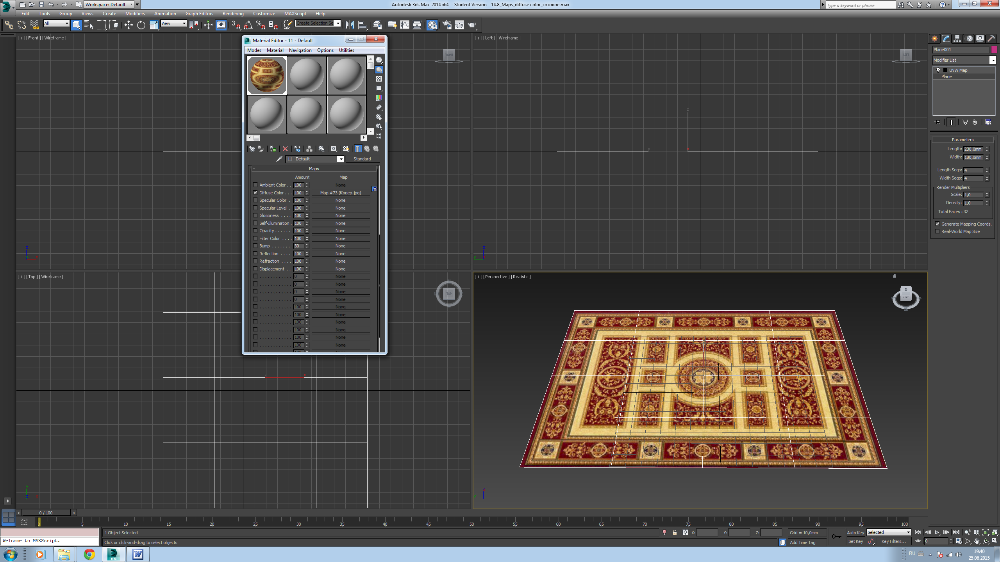 Workspace: Default
Autodesk 3ds Max 2014 x64 - Student Version 14.8_Maps_diffuse color_готовое.max
Type a keyword or phrase
Edit Tools Group Views Create Modifiers Animation Graph Editors Rendering Customize MAXScript Help
All View 3 Create Selection Se
[+][Front][Wireframe]
FRONT
[+][Left][Wireframe]
LEFT
Material Editor - 11 - Default
Modes Material Navigation Options Utilities
11 - Default Standard
- Maps
Amount Map
Ambient Color . . 100 None
Diffuse Color . . . 100 Map #73 (Ковер.jpg)
Specular Color . 100 None
Specular Level . 100 None
Glossiness . . . . 100 None
Self-Illumination . 100 None
Opacity . . . . . . 100 None
Filter Color . . . . 100 None
Bump . . . . . . . 30 None
Reflection . . . . 100 None
Refraction . . . . 100 None
Displacement . . 100 None
. . . . . . . . . . . . 0 None
. . . . . . . . . . . . 0 None
. . . . . . . . . . . . 0 None
. . . . . . . . . . . . 0 None
. . . . . . . . . . . . 100 None
. . . . . . . . . . . . 100 None
. . . . . . . . . . . . 100 None
. . . . . . . . . . . . 100 None
. . . . . . . . . . . . 100 None
. . . . . . . . . . . . 100 None
[+][Top][Wireframe]
TOP
[+][Perspective][Realistic]
TOP
LEFT
Plane001
Modifier List
UVW Map
Plane
- Parameters
Length: 230,0mm
Width: 180,0mm
Length Segs: 4
Width Segs: 4
Render Multipliers
Scale: 1,0
Density: 1,0
Total Faces : 32
Generate Mapping Coords.
Real-World Map Size
< 0 / 100 >
0 5 10 15 20 25 30 35 40 45 50 55 60 65 70 75 80 85 90 95 100
1 Object Selected X: Y: Z: Grid = 10,0mm Auto Key Selected
Welcome to MAXScript. Click or click-and-drag to select objects Add Time Tag Set Key Key Filters... 0
RU 19:40
25.06.2015